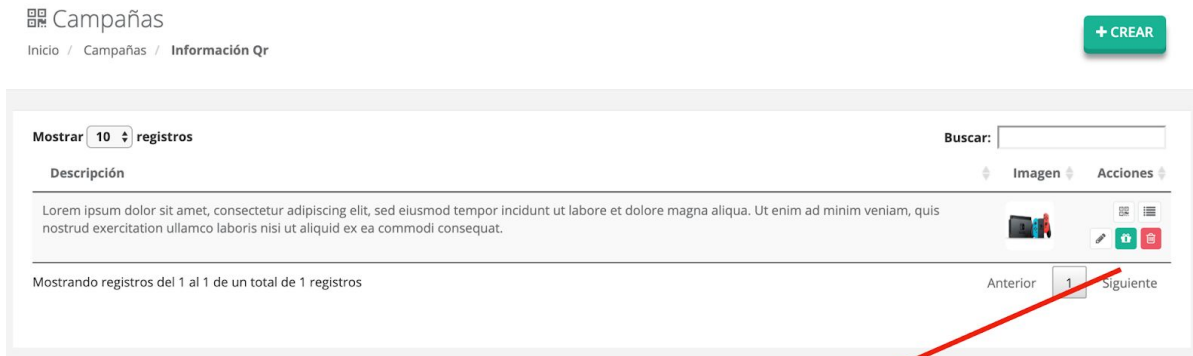 Campañas
+ CREAR
Inicio / Campañas / Información Qr
Mostrar 10 registros
Buscar:
Descripción Imagen Acciones
Lorem ipsum dolor sit amet, consectetur adipiscing elit, sed eiusmod tempor incidunt ut labore et dolore magna aliqua. Ut enim ad minim veniam, quis
nostrud exercitation ullamco laboris nisi ut aliquid ex ea commodi consequat.
Mostrando registros del 1 al 1 de un total de 1 registros
Anterior 1 Siguiente